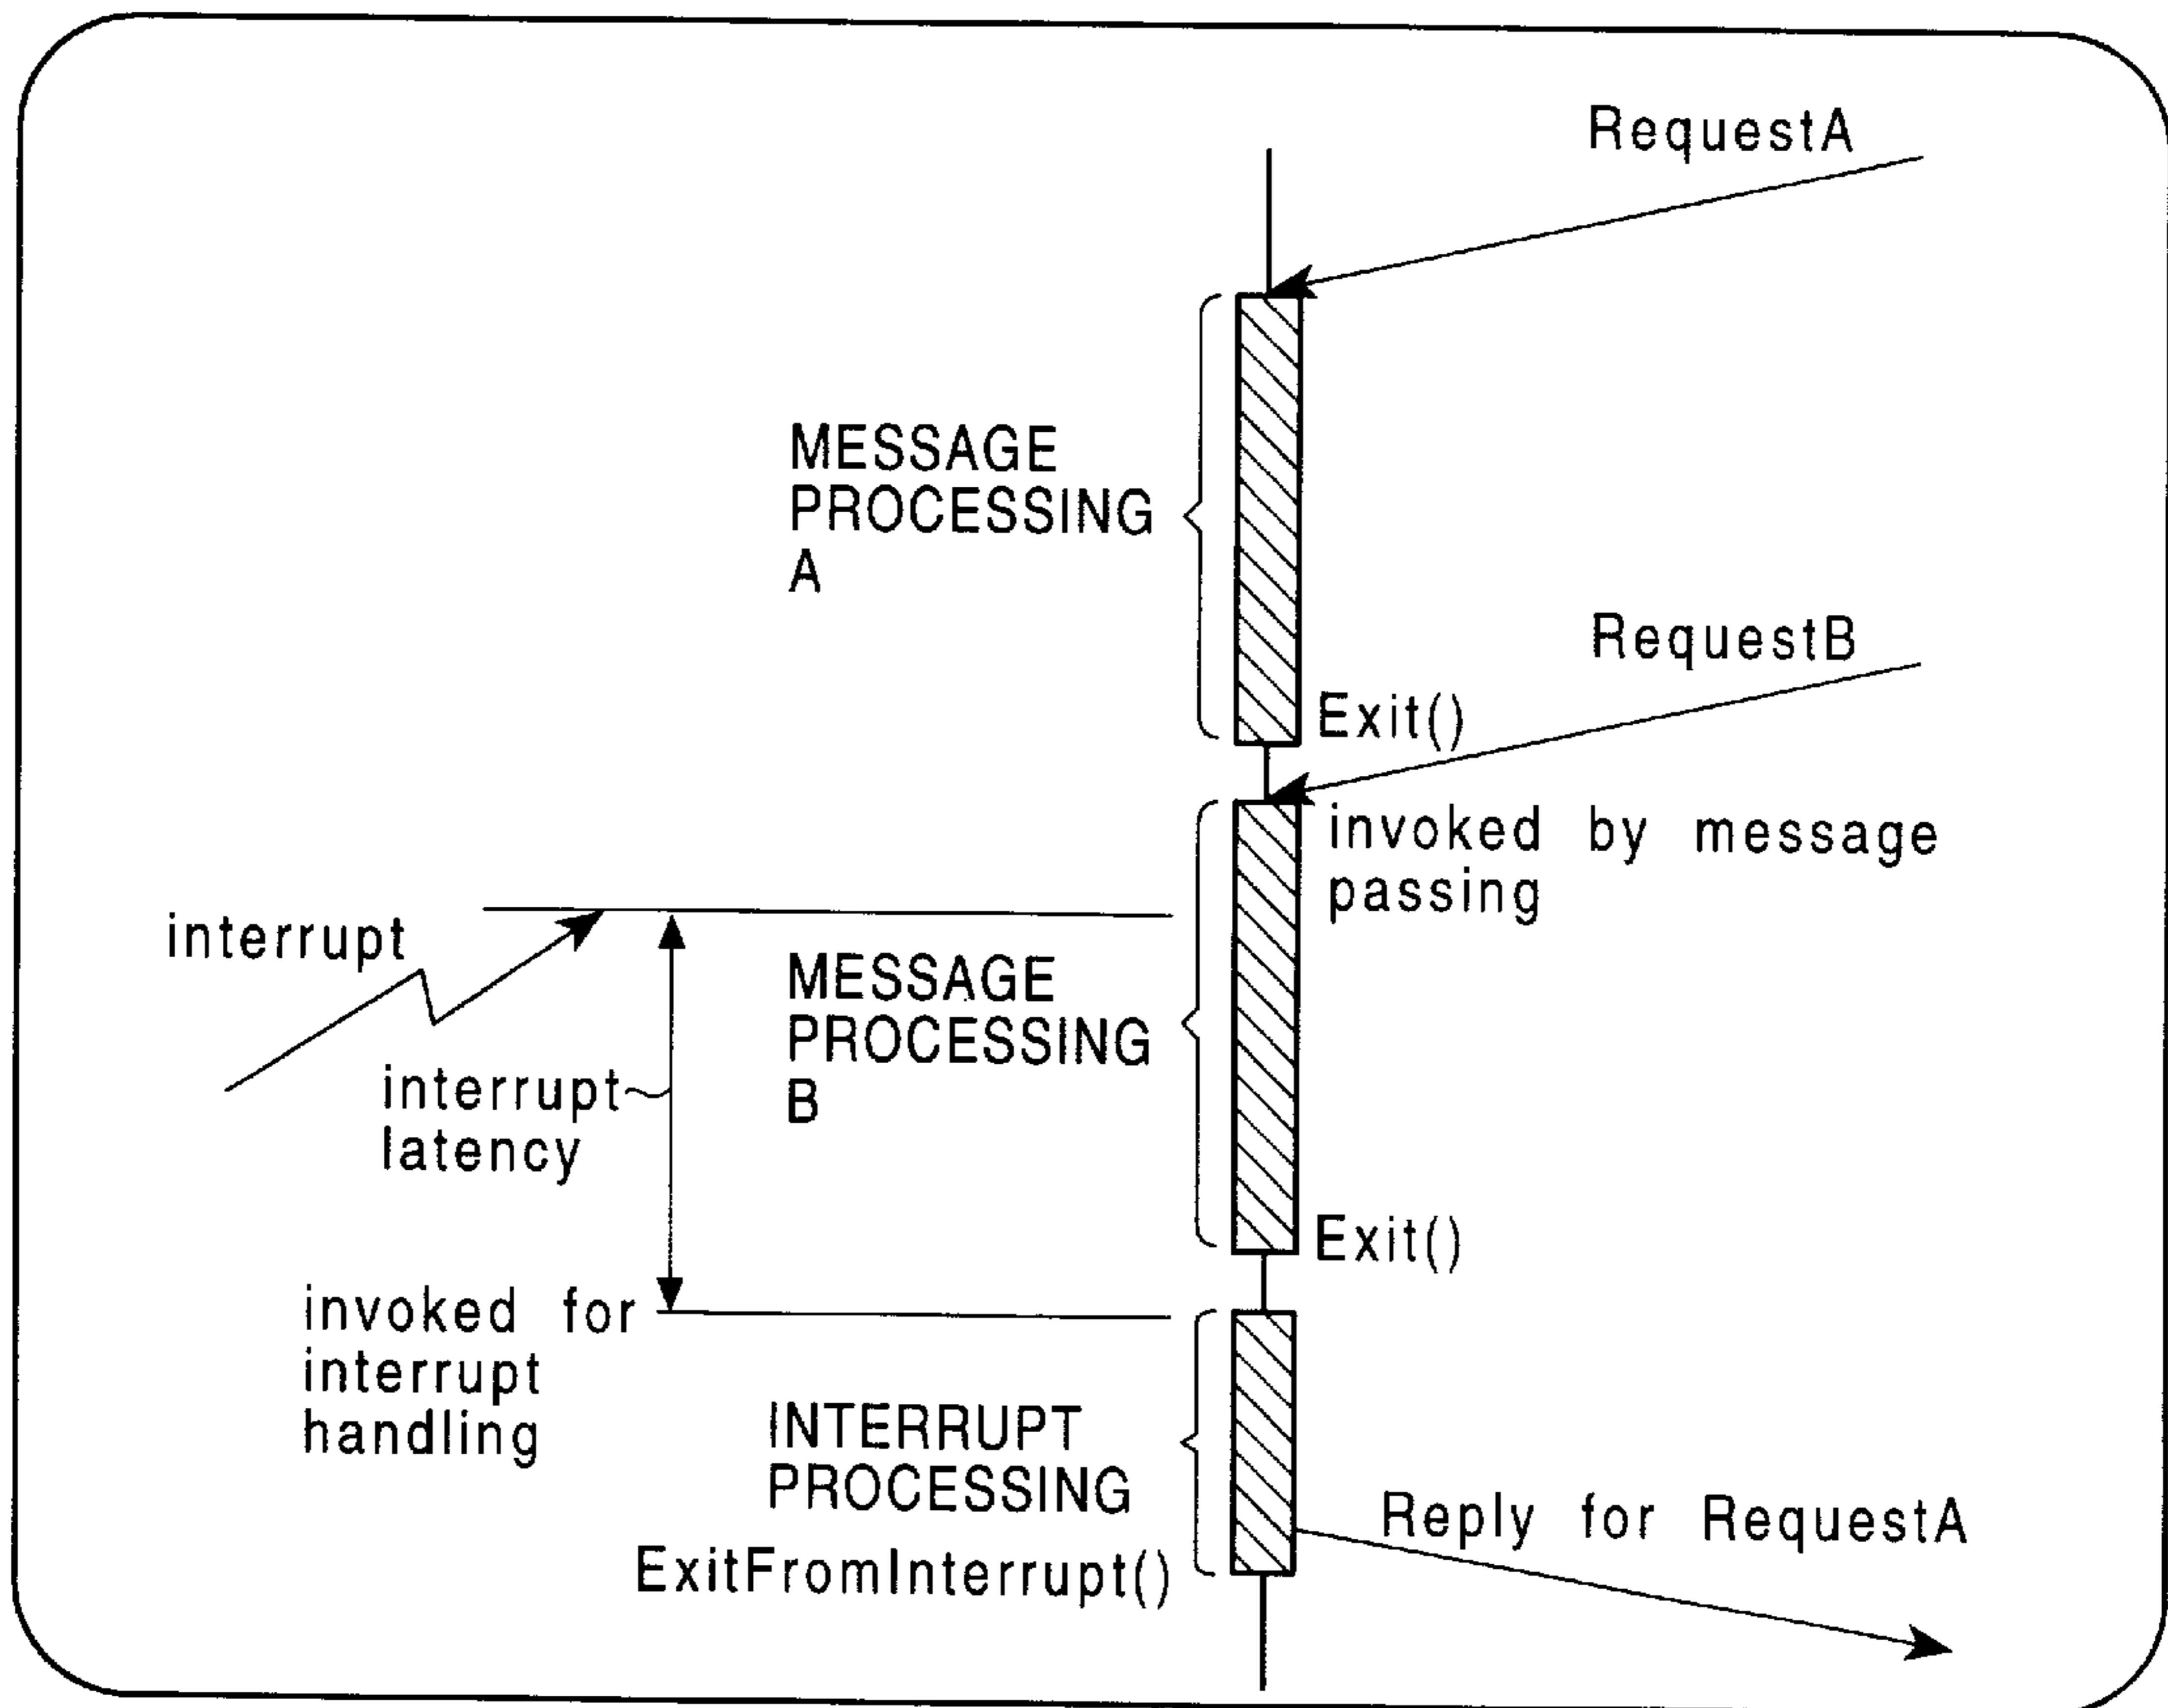 RequestA
MESSAGE
PROCESSING
A
RequestB
Exit()
invoked by message
passing
interrupt
MESSAGE
PROCESSING
B
interrupt
latency
Exit()
invoked for
interrupt
handling
INTERRUPT
PROCESSING
Reply for RequestA
ExitFromInterrupt()